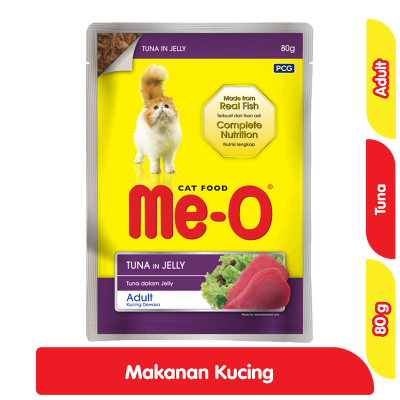 TUNA IN JELLY
80g
PCG
Made from
Real Fish
Terbuat dari ikan asli
Complete
Nutrition
Nutrisi lengkap
CAT FOOD
Me-O®
TUNA IN JELLY
Tuna dalam Jelly
Adult
Kucing Dewasa
Adult
Tuna
80 g
Makanan Kucing